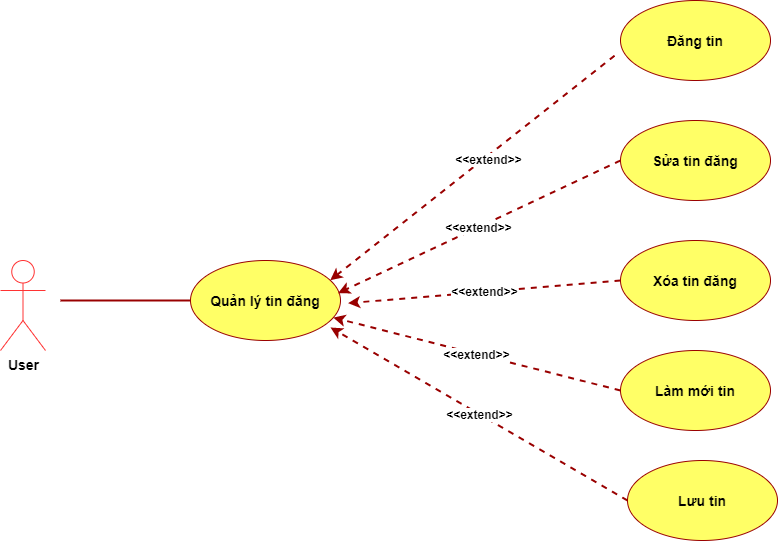 Đăng tin
<<extend>>
Sửa tin đăng
<<extend>>
Xóa tin đăng
<<extend>>
Quản lý tin đăng
User
<<extend>>
Làm mới tin
<<extend>>
Lưu tin